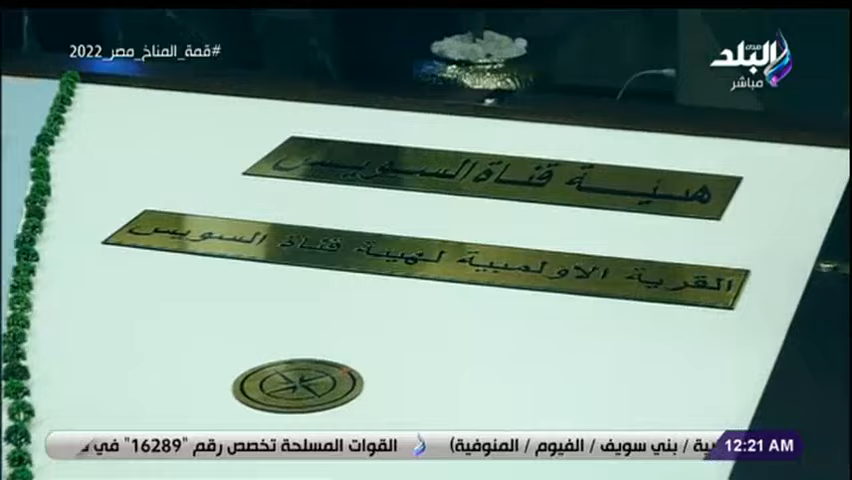 #قمة_المناخ_مصر_2022
صدى
البلد
مباشر
هيئة قناة السويس
القرية الاولمبية لهيئة قناة السويس
12:21 AM
/ بني سويف / الفيوم / المنوفية) القوات المسلحة تخصص رقم "16289" في